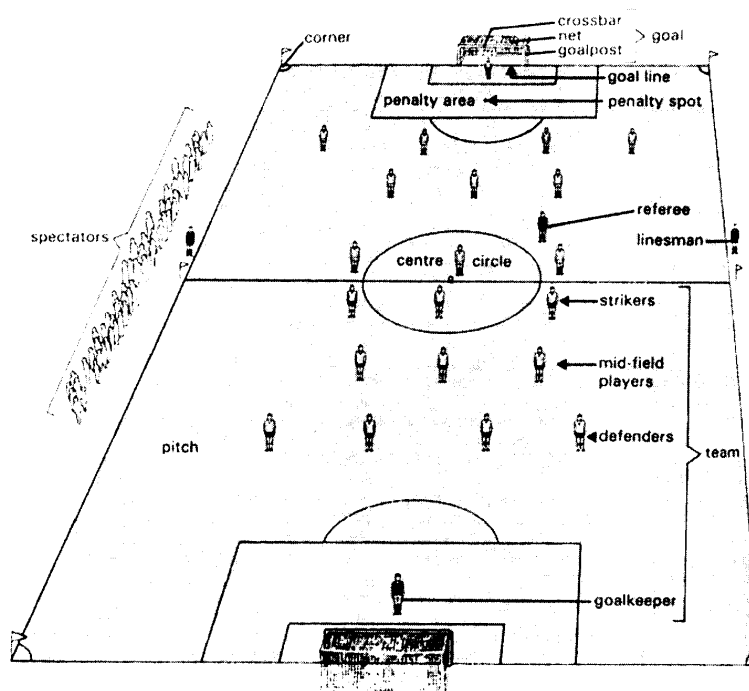 crossbar
net
goalpost
goal
corner
goal line
penalty area
penalty spot
referee
spectators
linesman
centre circle
strikers
mid-field
players
defenders
pitch
team
goalkeeper